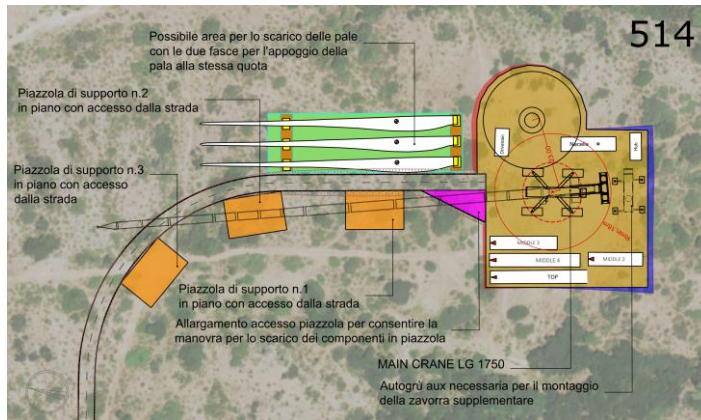 514
Possibile area per lo scarico delle pale
con le due fasce per l'appoggio della
pala alla stessa quota
Piazzola di supporto n.2
in piano con accesso dalla strada
Piazzola di supporto n.3
in piano con accesso
dalla strada
Drivetrain
Nacelle
Hub
MIDDLE 3
MIDDLE 4
MIDDLE 2
TOP
Piazzola di supporto n.1
in piano con accesso dalla strada
Allargamento accesso piazzola per consentire la
manovra per lo scarico dei componenti in piazzola
MAIN CRANE LG 1750
Autogrù aux necessaria per il montaggio
della zavorra supplementare